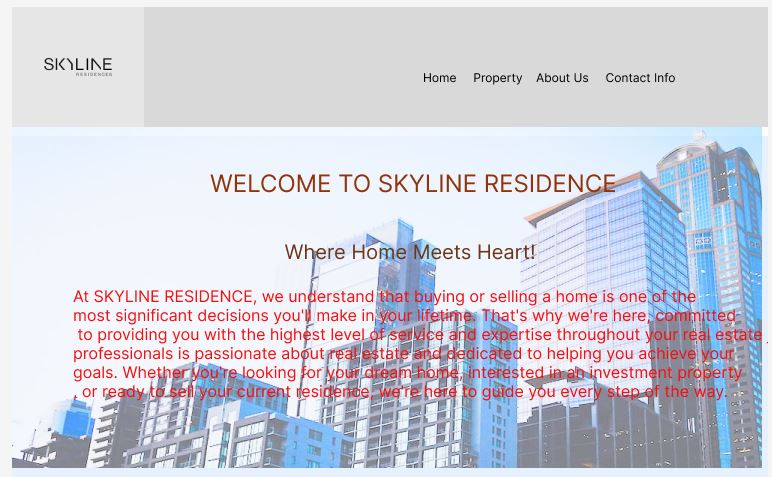 SKYLINE
RESIDENCES
Home Property About Us Contact Info
WELCOME TO SKYLINE RESIDENCE
Where Home Meets Heart!
At SKYLINE RESIDENCE, we understand that buying or selling a home is one of the
most significant decisions you'll make in your lifetime. That's why we're here, committed
to providing you with the highest level of service and expertise throughout your real estate
professionals is passionate about real estate and dedicated to helping you achieve your
goals. Whether you're looking for your dream home, interested in an investment property
, or ready to sell your current residence, we're here to guide you every step of the way.